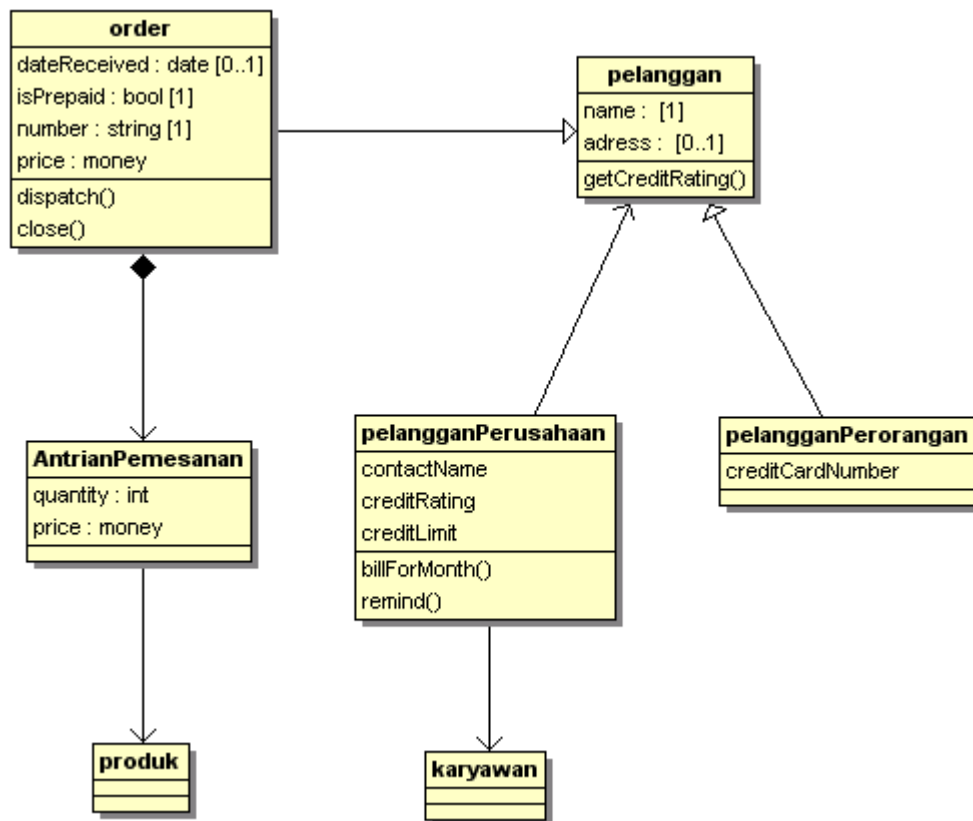 order
dateReceived : date [0..1]
isPrepaid : bool [1]
number : string [1]
price : money
dispatch()
close()
pelanggan
name :  [1]
adress :  [0..1]
getCreditRating()
AntrianPemesanan
quantity : int
price : money
pelangganPerusahaan
contactName
creditRating
creditLimit
billForMonth()
remind()
pelangganPerorangan
creditCardNumber
produk
karyawan